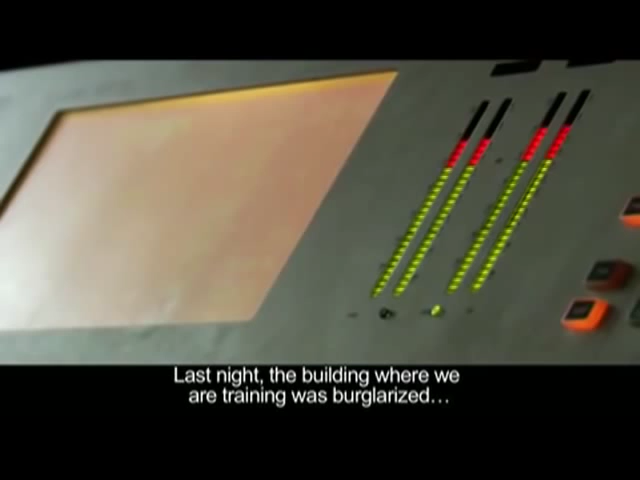 Last night, the building where we
are training was burglarized...